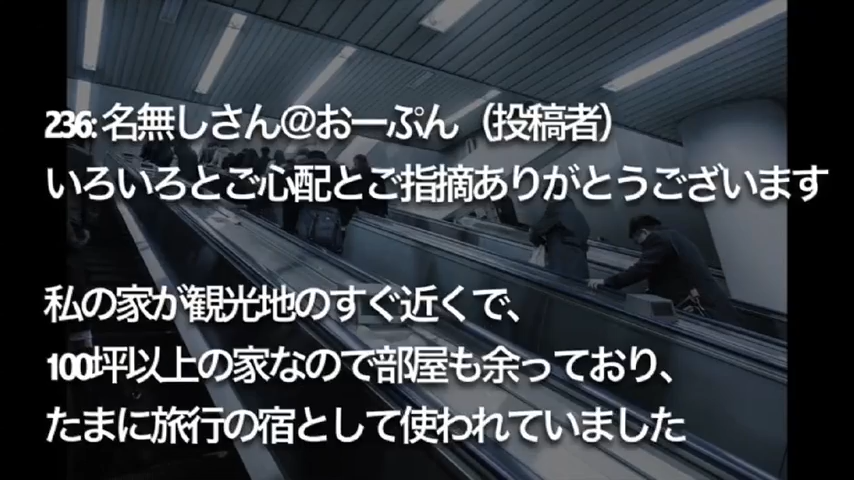 236: 名無しさん@おーぷん （投稿者）
いろいろとご心配とご指摘ありがとうございます
私の家が観光地のすぐ近くで、
100坪以上の家なので部屋も余っており、
たまに旅行の宿として使われていました